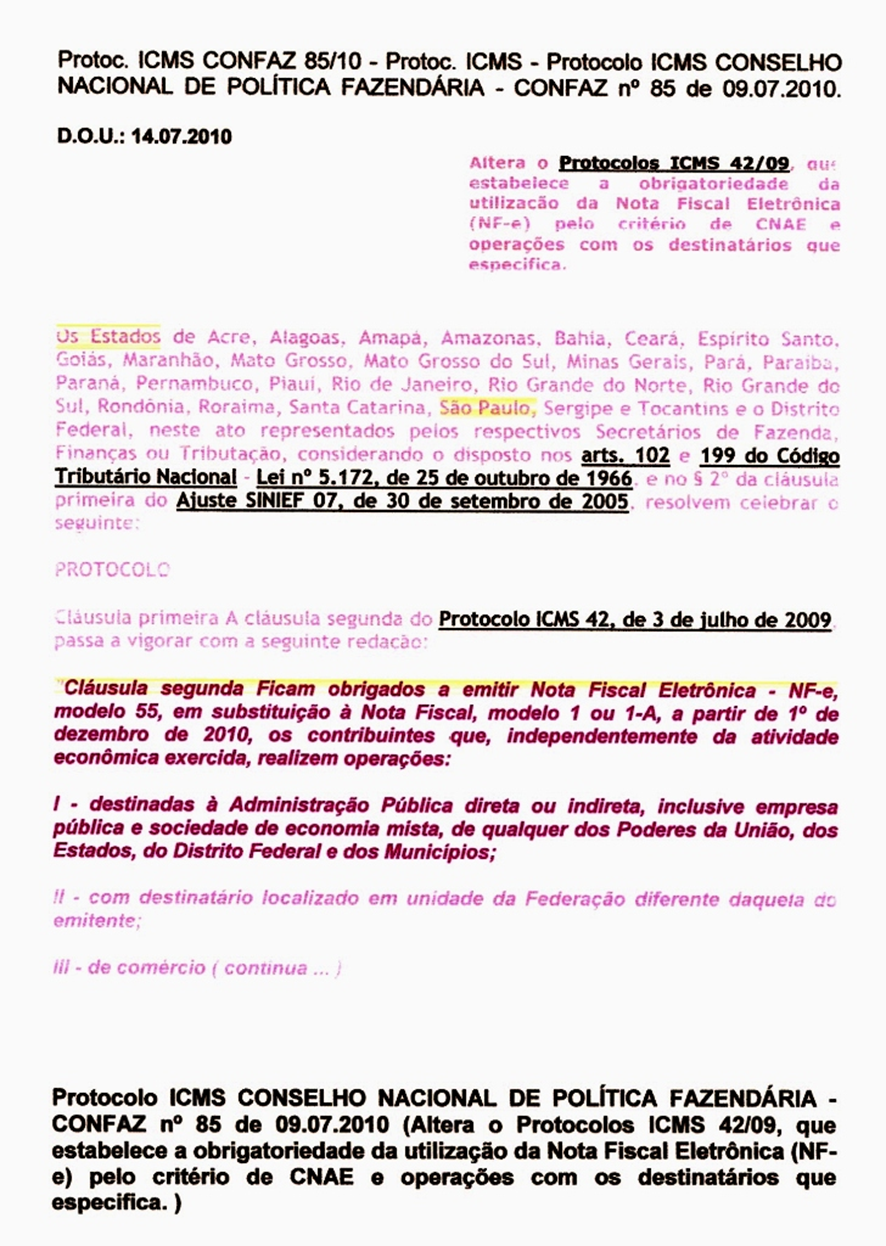 Protoc. ICMS CONFAZ 85/10 - Protoc. ICMS - Protocolo ICMS CONSELHO
NACIONAL DE POLÍTICA FAZENDÁRIA - CONFAZ nº 85 de 09.07.2010.
D.O.U.: 14.07.2010
Altera o Protocolos ICMS 42/09, que
estabelece a obrigatoriedade da
utilização da Nota Fiscal Eletrônica
(NF-e) pelo critério de CNAE e
operações com os destinatários que
especifica.
Os Estados de Acre, Alagoas, Amapá, Amazonas, Bahia, Ceará, Espírito Santo,
Goiás, Maranhão, Mato Grosso, Mato Grosso do Sul, Minas Gerais, Pará, Paraíba,
Paraná, Pernambuco, Piauí, Rio de Janeiro, Rio Grande do Norte, Rio Grande do
Sul, Rondônia, Roraima, Santa Catarina, São Paulo, Sergipe e Tocantins e o Distrito
Federal, neste ato representados pelos respectivos Secretários de Fazenda,
Finanças ou Tributação, considerando o disposto nos arts. 102 e 199 do Código
Tributário Nacional - Lei nº 5.172, de 25 de outubro de 1966, e no § 2º da cláusula
primeira do Ajuste SINIEF 07, de 30 de setembro de 2005, resolvem celebrar o
seguinte:
PROTOCOLO
Cláusula primeira A cláusula segunda do Protocolo ICMS 42, de 3 de julho de 2009,
passa a vigorar com a seguinte redação:
"Cláusula segunda Ficam obrigados a emitir Nota Fiscal Eletrônica - NF-e,
modelo 55, em substituição à Nota Fiscal, modelo 1 ou 1-A, a partir de 1º de
dezembro de 2010, os contribuintes que, independentemente da atividade
econômica exercida, realizem operações:
I - destinadas à Administração Pública direta ou indireta, inclusive empresa
pública e sociedade de economia mista, de qualquer dos Poderes da União, dos
Estados, do Distrito Federal e dos Municípios;
II - com destinatário localizado em unidade da Federação diferente daquela do
emitente;
III - de comércio ( continua ... )
Protocolo ICMS CONSELHO NACIONAL DE POLÍTICA FAZENDÁRIA -
CONFAZ nº 85 de 09.07.2010 (Altera o Protocolos ICMS 42/09, que
estabelece a obrigatoriedade da utilização da Nota Fiscal Eletrônica (NF-
e) pelo critério de CNAE e operações com os destinatários que
especifica. )